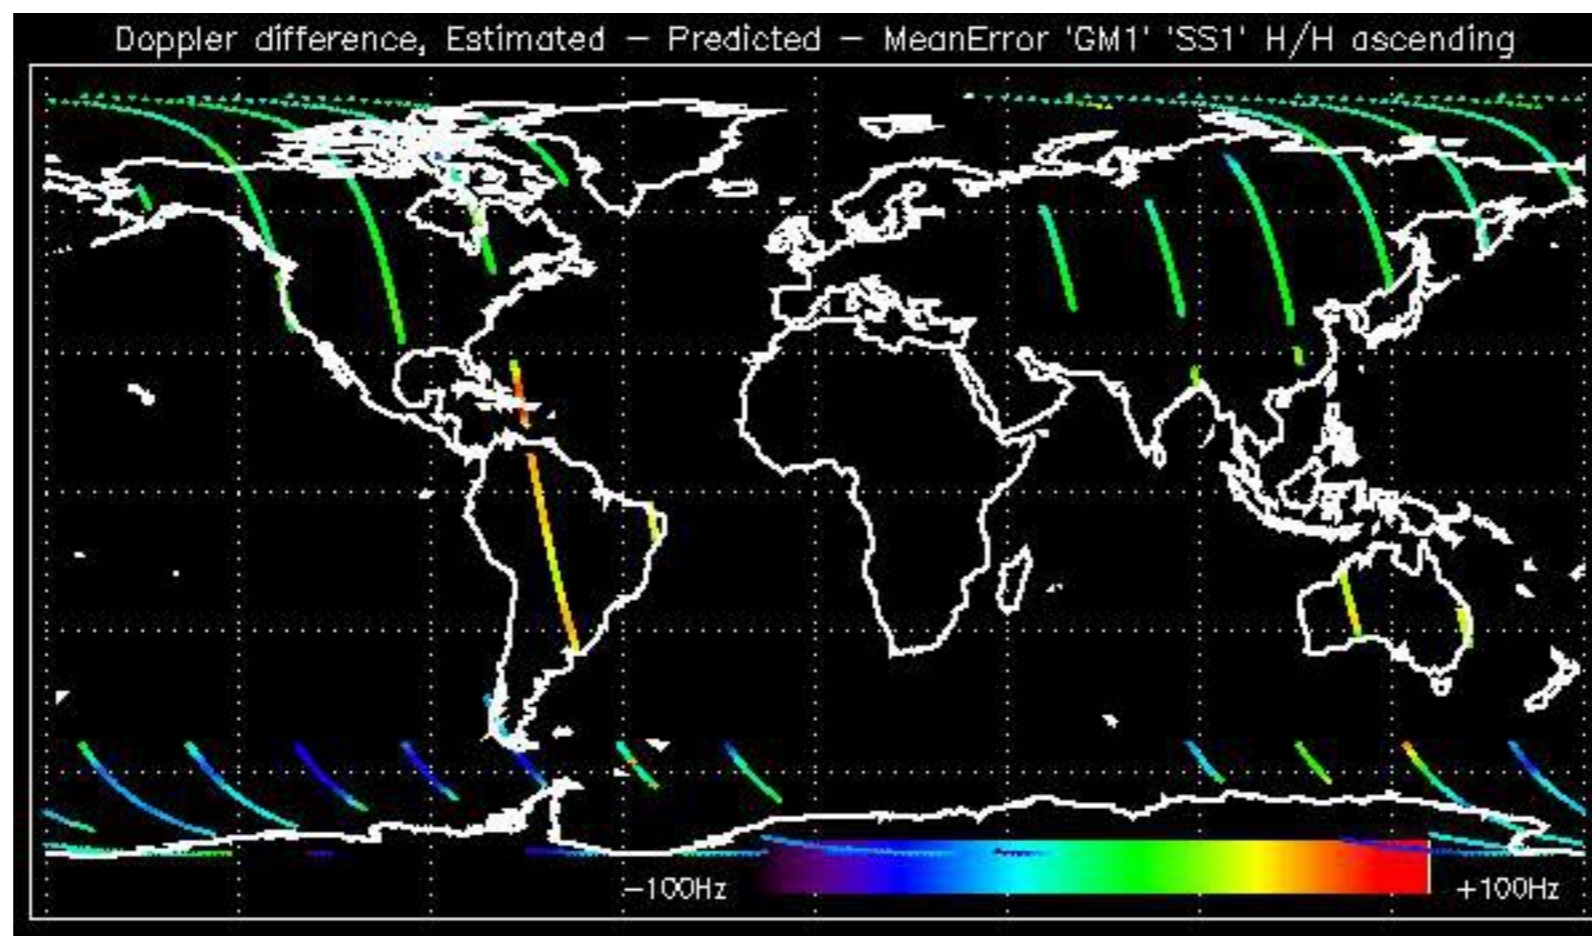 Doppler difference, Estimated – Predicted – MeanError 'GM1' 'SS1' H/H ascending
–100Hz
+100Hz